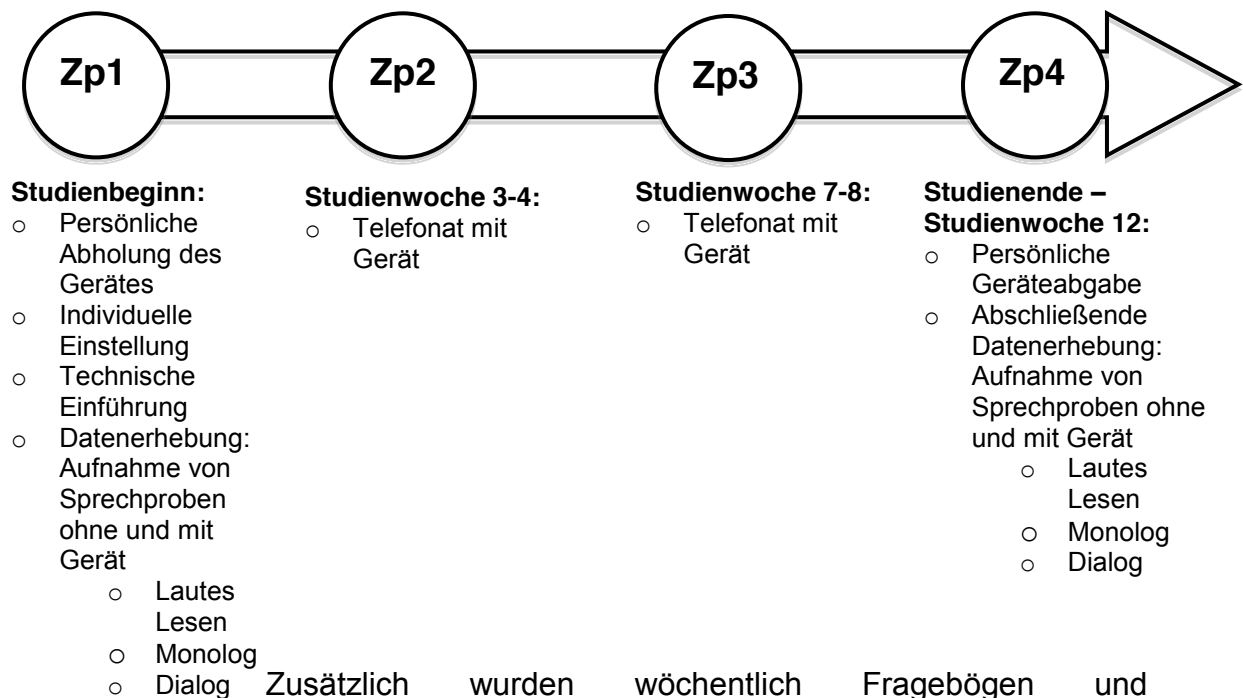 Zp1
Zp2
Zp3
Zp4
Studienbeginn:
o Persönliche
Abholung des
Gerätes
o Individuelle
Einstellung
o Technische
Einführung
o Datenerhebung:
Aufnahme von
Sprechproben
ohne und mit
Gerät
o Lautes
Lesen
o Monolog
o Dialog
Studienwoche 3-4:
o Telefonat mit
Gerät
Studienwoche 7-8:
o Telefonat mit
Gerät
Studienende –
Studienwoche 12:
o Persönliche
Geräteabgabe
o Abschließende
Datenerhebung:
Aufnahme von
Sprechproben ohne
und mit Gerät
o Lautes
Lesen
o Monolog
o Dialog
Zusätzlich wurden wöchentlich Fragebögen und